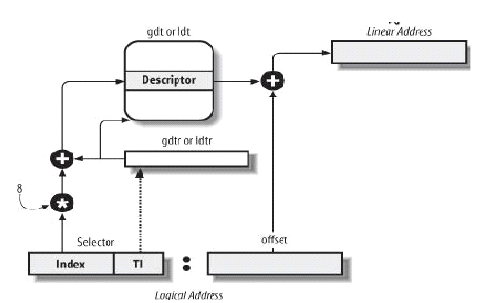 gdt or ldt
Linear Address
Descriptor
+
gdtr or ldtr
+
8
*
Selector
offset
Index
TI
:
Logical Address